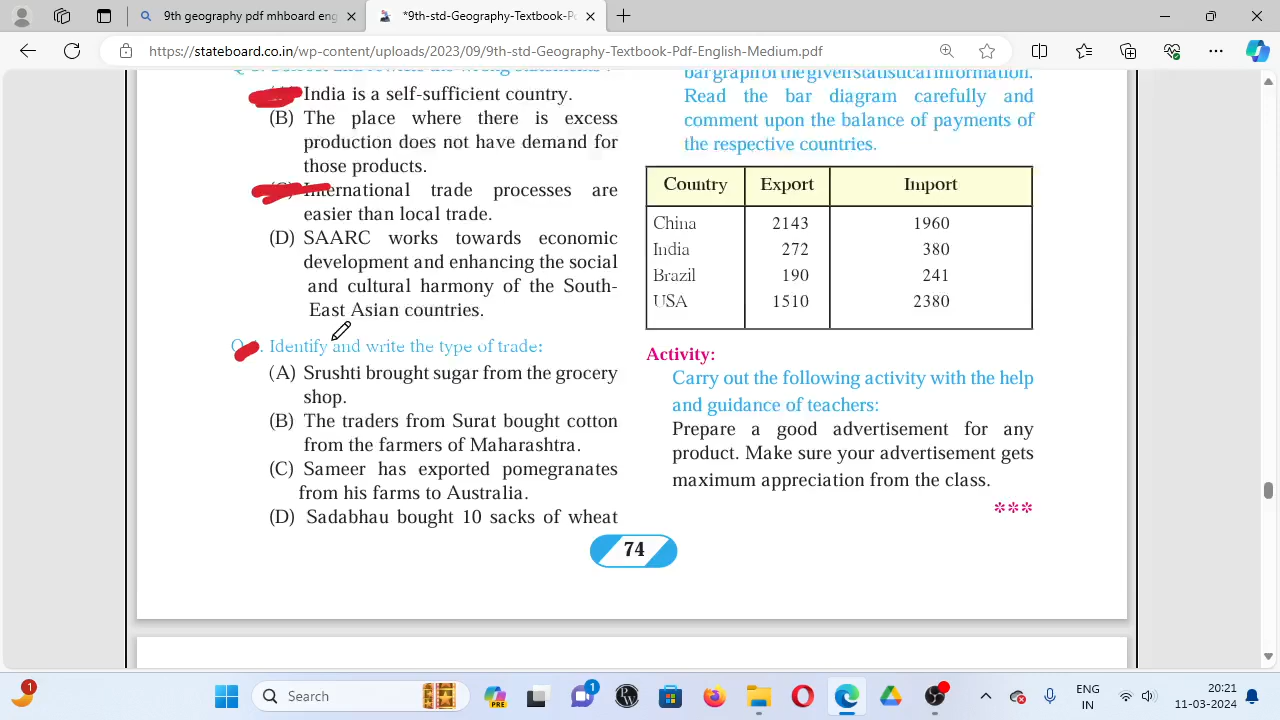 9th geography pdf mhboard eng
*9th-std-Geography-Textbook-Pd
https://stateboard.co.in/wp-content/uploads/2023/09/9th-std-Geography-Textbook-Pdf-English-Medium.pdf
India is a self-sufficient country.
(B) The place where there is excess
production does not have demand for
those products.
International trade processes are
easier than local trade.
(D) SAARC works towards economic
development and enhancing the social
and cultural harmony of the South-
East Asian countries.
Identify and write the type of trade:
(A) Srushti brought sugar from the grocery
shop.
(B) The traders from Surat bought cotton
from the farmers of Maharashtra.
(C) Sameer has exported pomegranates
from his farms to Australia.
(D) Sadabhau bought 10 sacks of wheat
bargraph of the given statistical information.
Read the bar diagram carefully and
comment upon the balance of payments of
the respective countries.
Country Export Import
China 2143 1960
India 272 380
Brazil 190 241
USA 1510 2380
Activity:
Carry out the following activity with the help
and guidance of teachers:
Prepare a good advertisement for any
product. Make sure your advertisement gets
maximum appreciation from the class.
***
74
1
Search
PRE
1
ENG
IN
20:21
11-03-2024